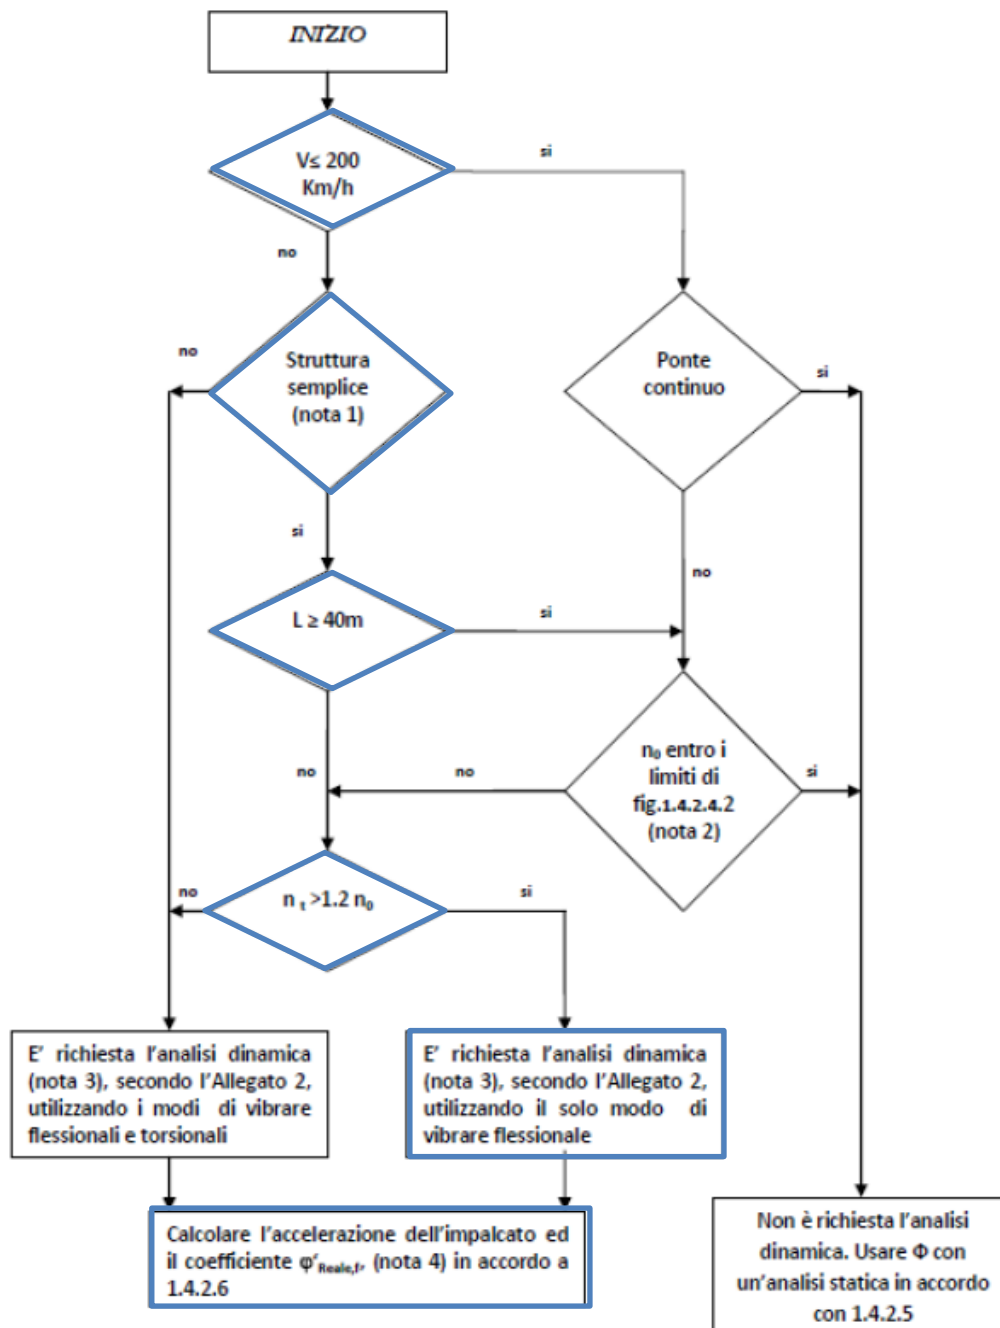 INIZIO
V≤ 200
Km/h
si
no
no
Struttura
semplice
(nota 1)
Ponte
continuo
si
si
no
L ≥ 40m
si
no
no
n₀ entro i
limiti di
fig.1.4.2.4.2
(nota 2)
si
no
n t >1.2 n₀
si
E' richiesta l'analisi dinamica
(nota 3), secondo l'Allegato 2,
utilizzando i modi di vibrare
flessionali e torsionali
E' richiesta l'analisi dinamica
(nota 3), secondo l'Allegato 2,
utilizzando il solo modo di
vibrare flessionale
Calcolare l'accelerazione dell'impalcato ed
il coefficiente φ'Reale,f, (nota 4) in accordo a
1.4.2.6
Non è richiesta l'analisi
dinamica. Usare Φ con
un'analisi statica in accordo
con 1.4.2.5